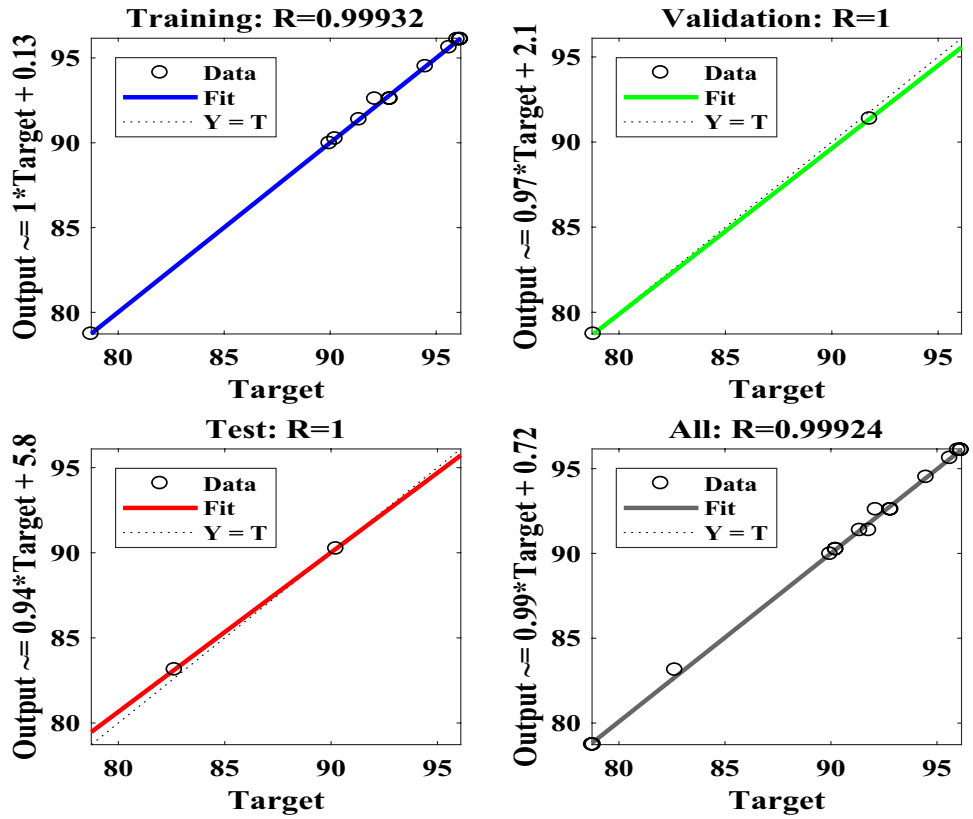 Training: R=0.99932
Output ~= 1*Target + 0.13
95
90
85
80
Data
Fit
Y = T
80 85 90 95
Target
Validation: R=1
Output ~= 0.97*Target + 2.1
95
90
85
80
Data
Fit
Y = T
80 85 90 95
Target
Test: R=1
Output ~= 0.94*Target + 5.8
95
90
85
80
Data
Fit
Y = T
80 85 90 95
Target
All: R=0.99924
Output ~= 0.99*Target + 0.72
95
90
85
80
Data
Fit
Y = T
80 85 90 95
Target